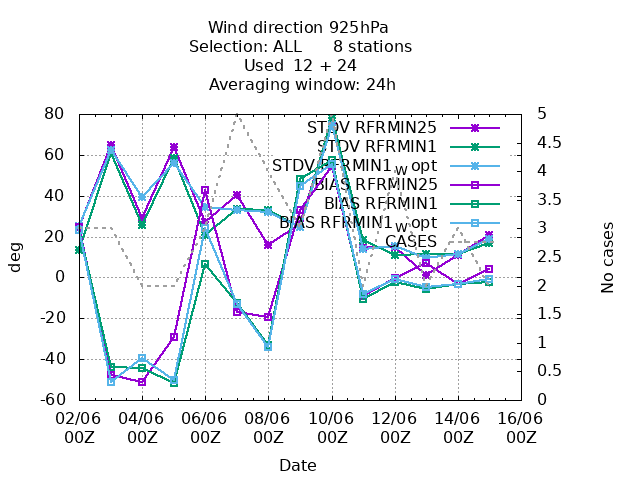 Wind direction 925hPa
Selection: ALL 8 stations
Used 12 + 24
Averaging window: 24h
80
60
40
20
0
-20
-40
-60
deg
5
4.5
4
3.5
3
2.5
2
1.5
1
0.5
0
No cases
STDV RFRMIN25
STDV RFRMIN1
STDV RFRMIN1wopt
BIAS RFRMIN25
BIAS RFRMIN1
BIAS RFRMIN1wopt
CASES
02/06 04/06 06/06 08/06 10/06 12/06 14/06 16/06
00Z 00Z 00Z 00Z 00Z 00Z 00Z 00Z
Date